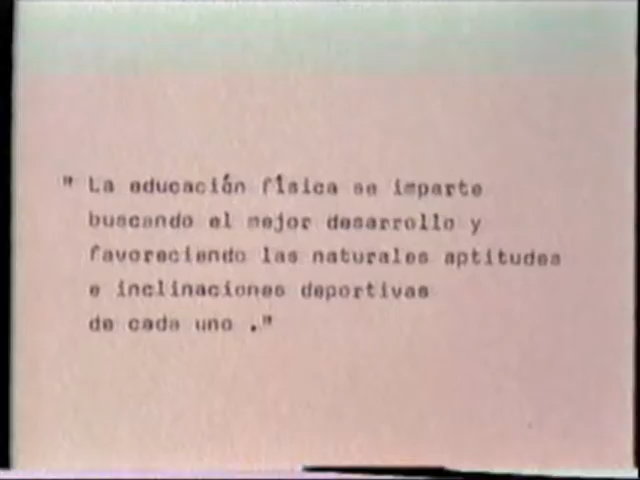 " La educación física se imparte
buscando el mejor desarrollo y
favoreciendo las naturales aptitudes
e inclinaciones deportivas
de cada uno ."